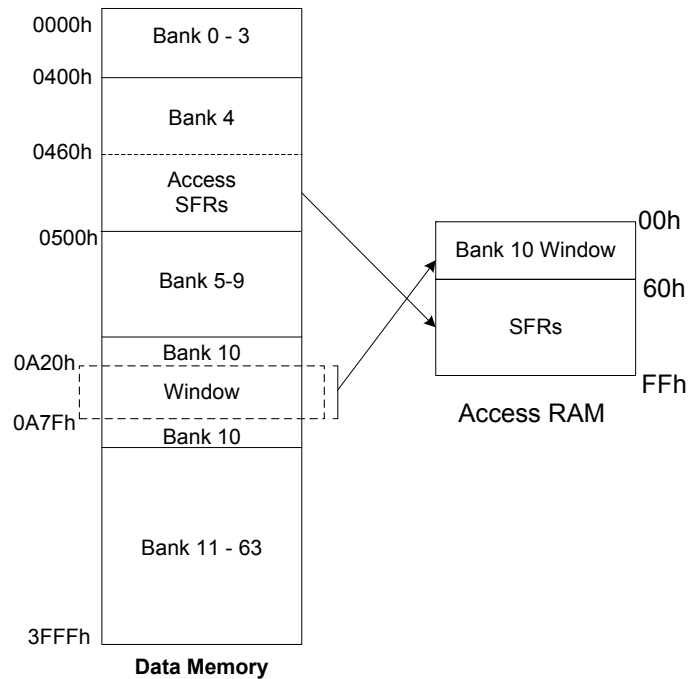 0000h
Bank 0 - 3
0400h
Bank 4
0460h
Access
SFRs
0500h
Bank 5-9
Bank 10
0A20h
Window
0A7Fh
Bank 10
Bank 11 - 63
3FFFh
Data Memory
00h
Bank 10 Window
60h
SFRs
FFh
Access RAM